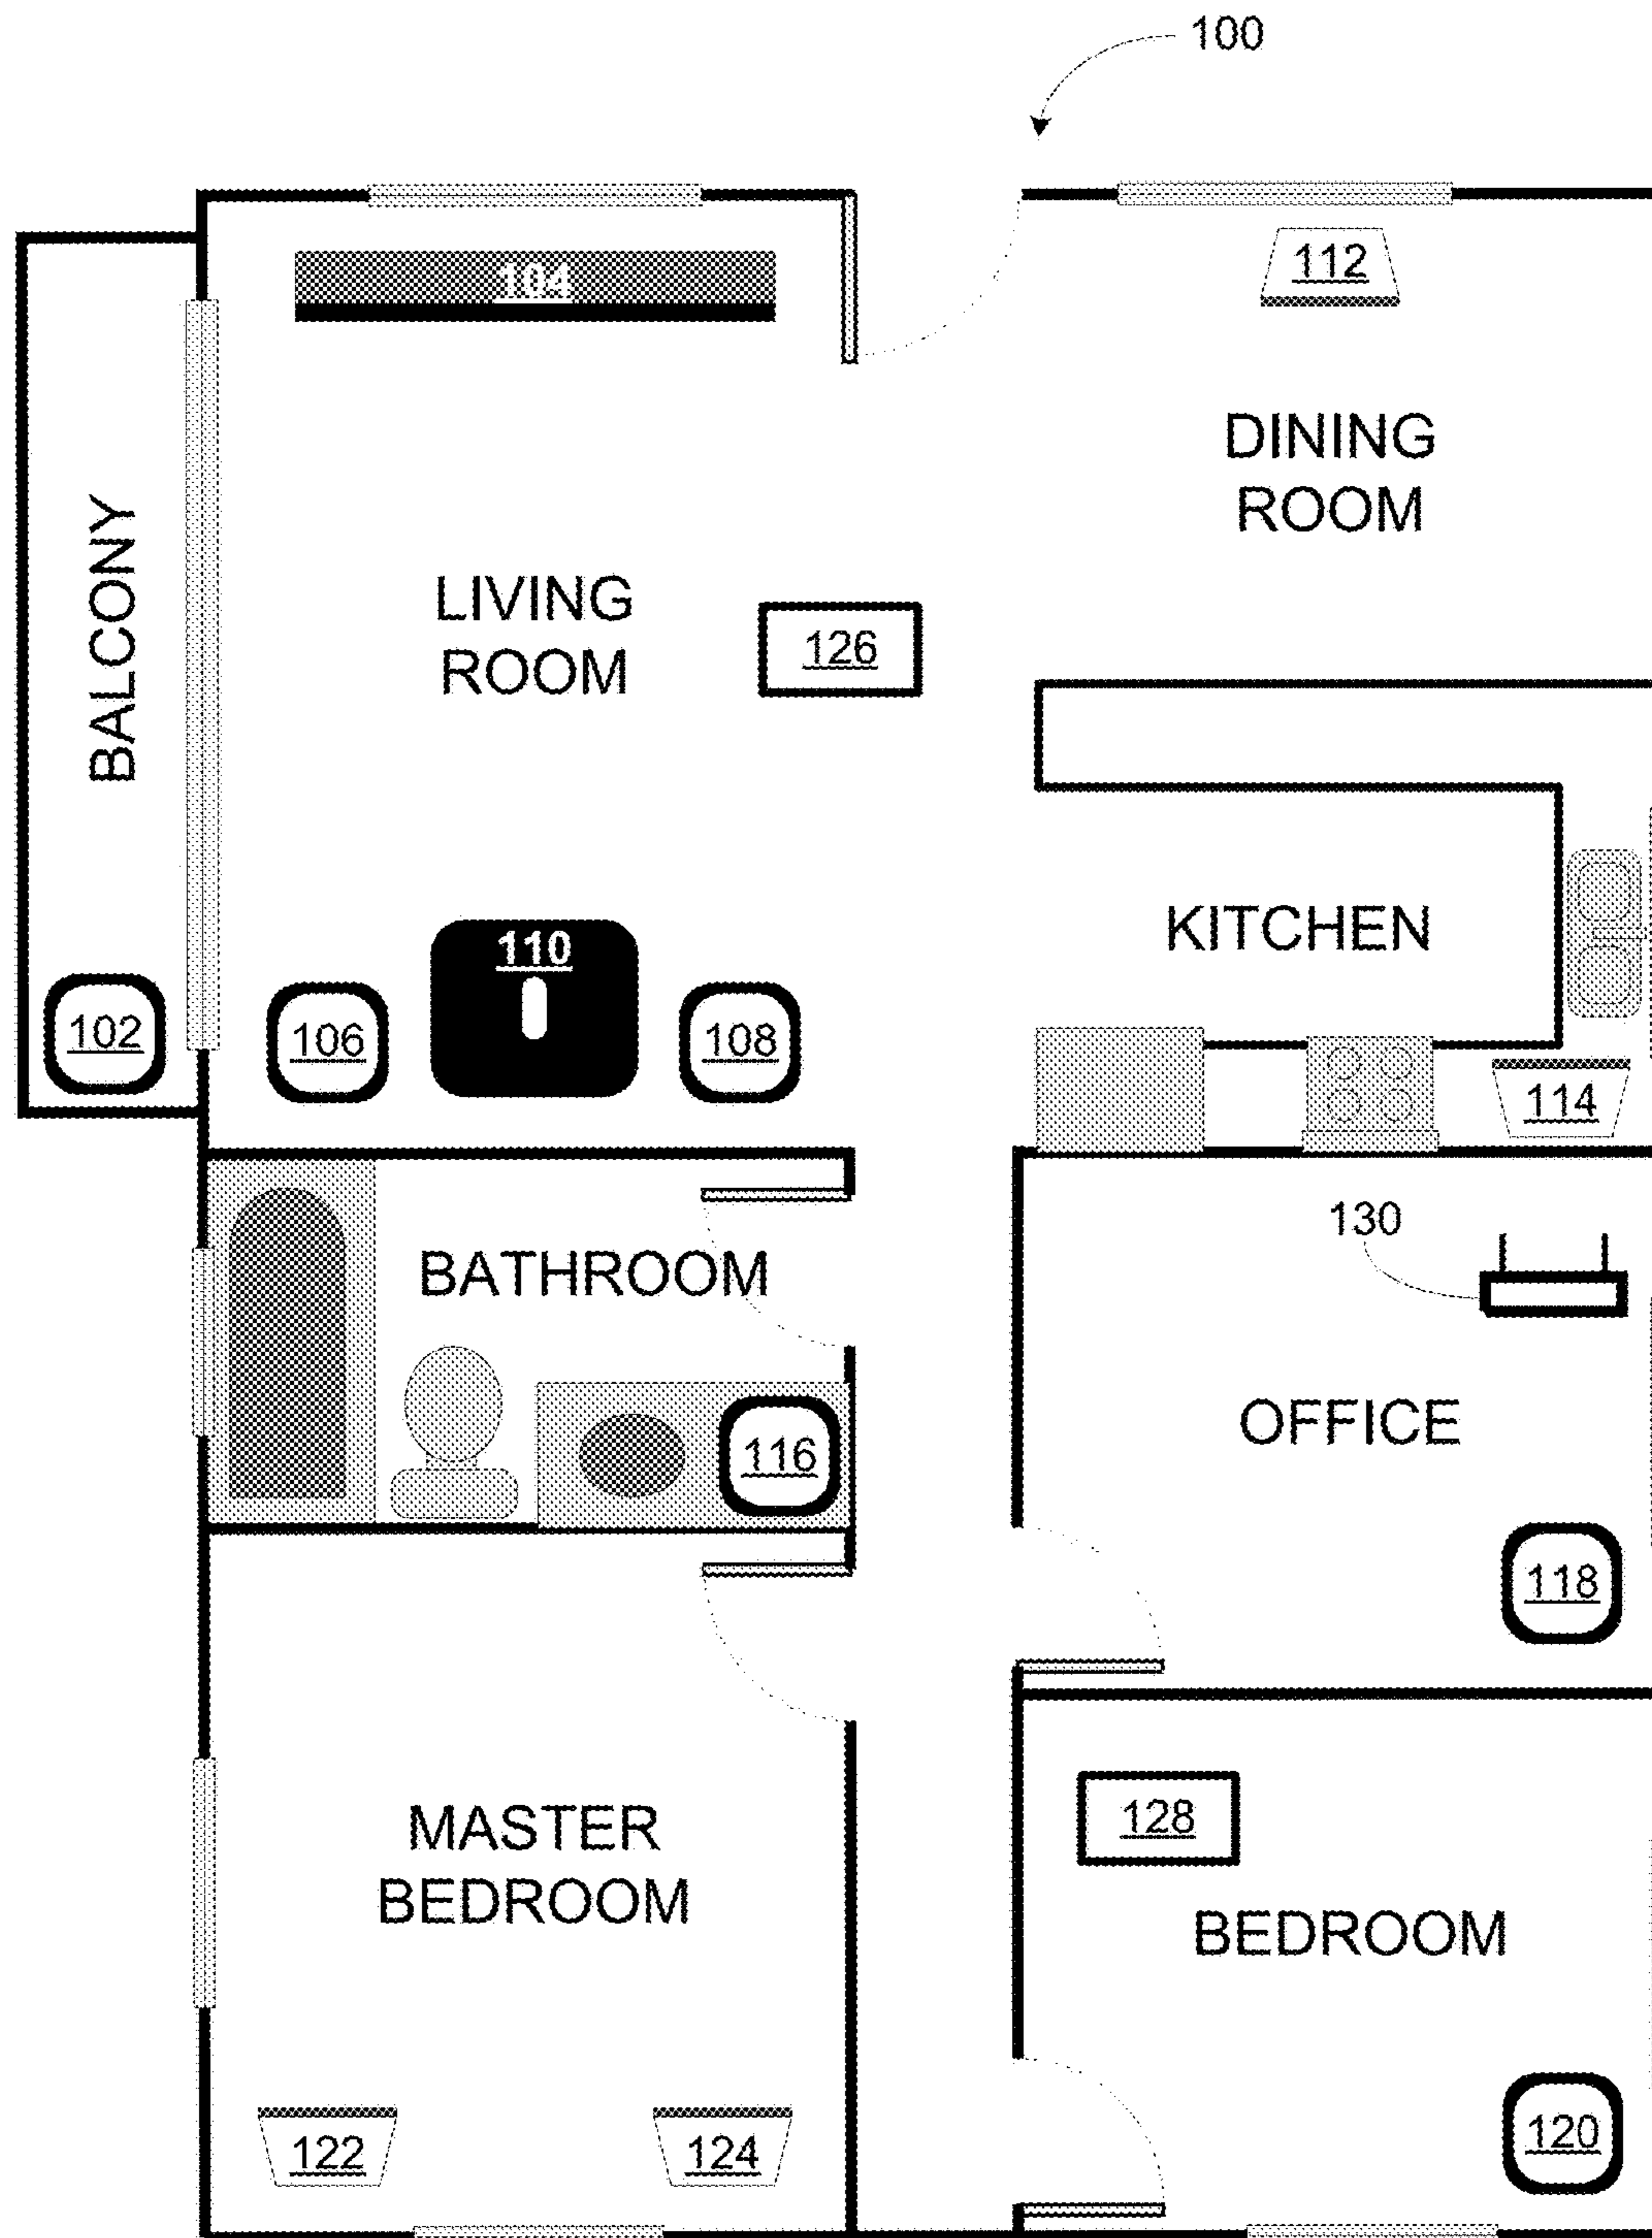 100
104
112
DINING
ROOM
BALCONY
LIVING
ROOM
126
KITCHEN
110
102
106
108
114
130
BATHROOM
OFFICE
116
118
MASTER
BEDROOM
128
BEDROOM
122
124
120